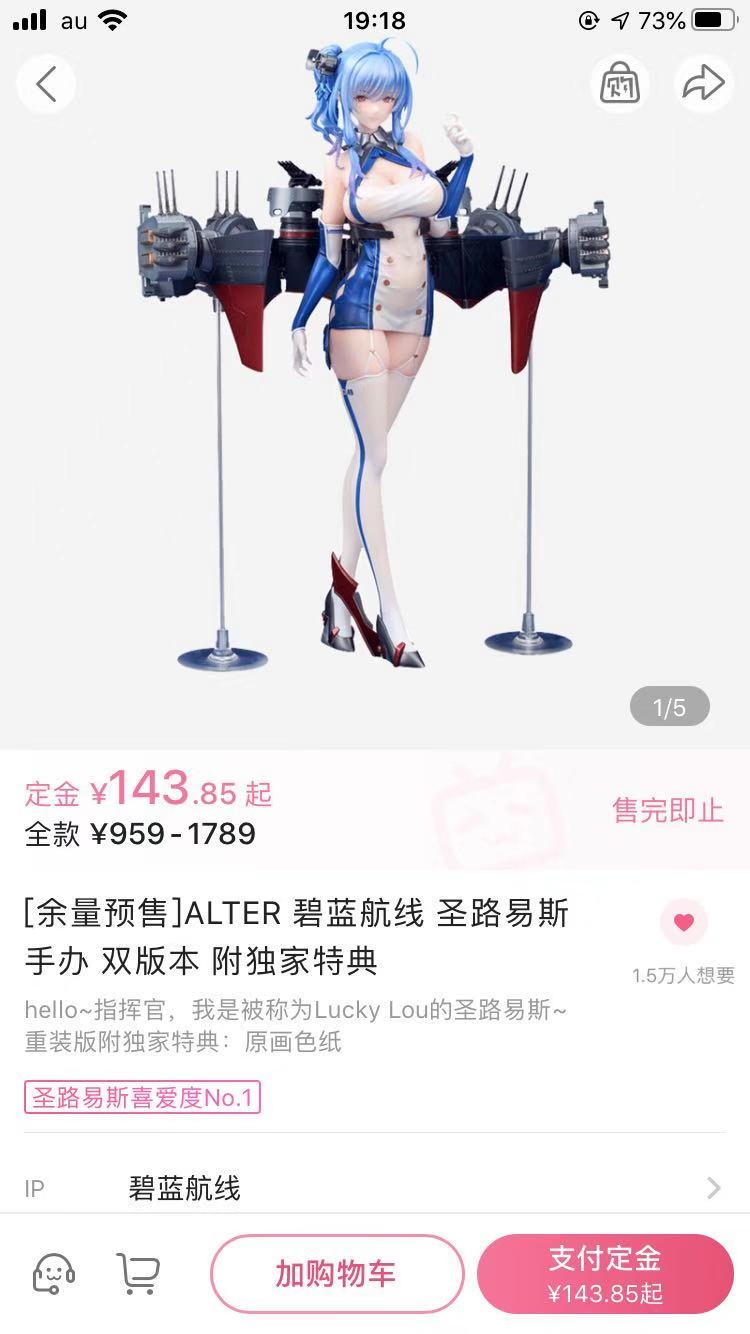 au 19:18 73%
购
1/5
定金 ¥143.85 起
全款 ¥959-1789
售完即止
[余量预售]ALTER 碧蓝航线 圣路易斯
手办 双版本 附独家特典
1.5万人想要
hello~指挥官，我是被称为Lucky Lou的圣路易斯~
重装版附独家特典：原画色纸
圣路易斯喜爱度No.1
IP 碧蓝航线
加购物车
支付定金
¥143.85起